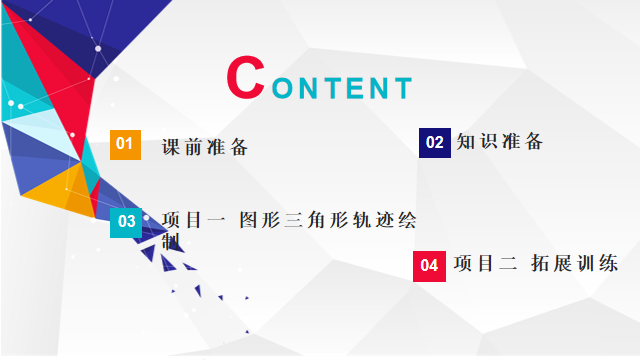 CONTENT
01
课前准备
02
知识准备
03
项目一 图形三角形轨迹绘
制
04
项目二 拓展训练